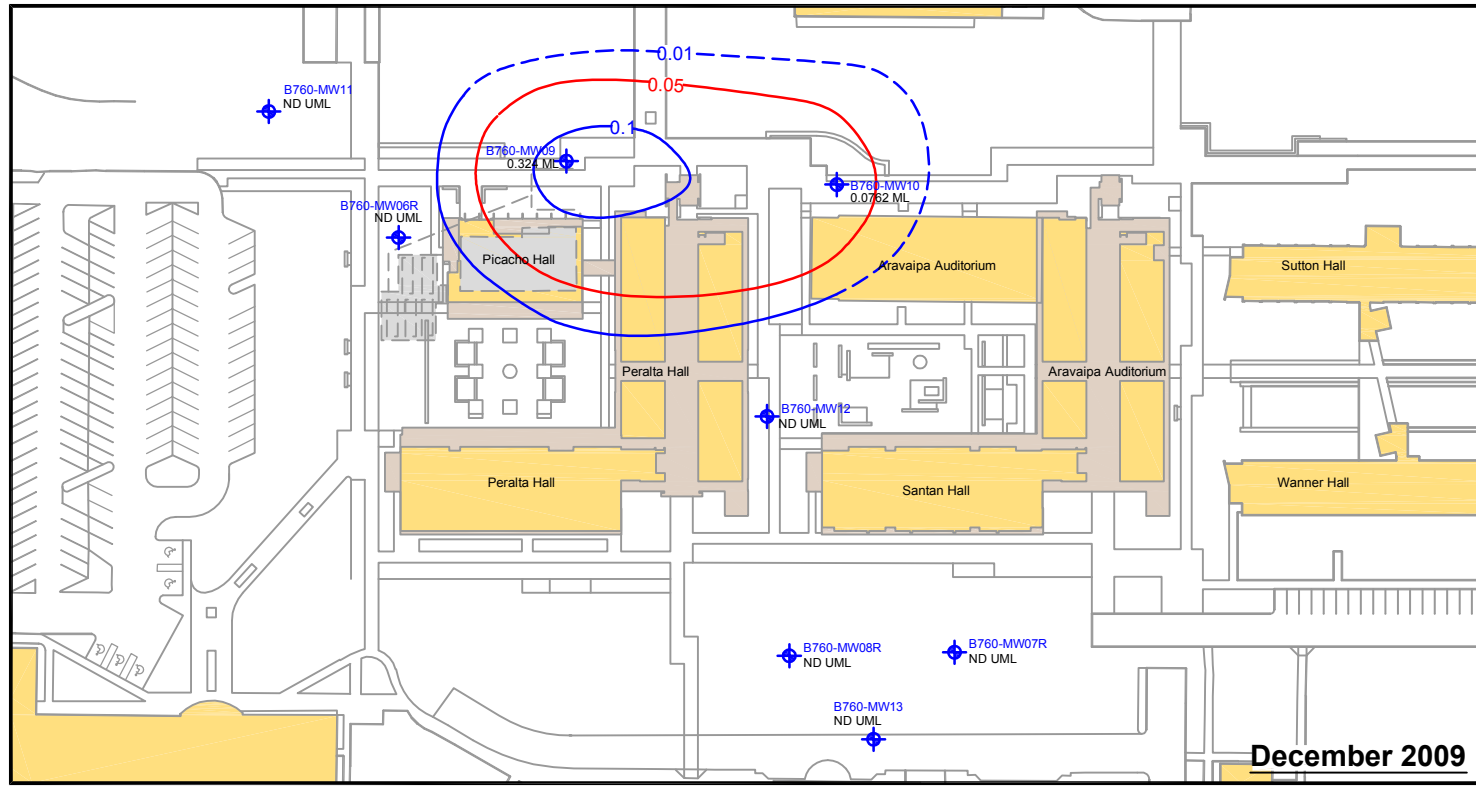 0.01
0.05
B760-MW11
ND UML
0.1
B760-MW09
0.324 ML
B760-MW10
0.0762 ML
B760-MW06R
ND UML
Picacho Hall
Aravaipa Auditorium
Sutton Hall
Peralta Hall
Aravaipa Auditorium
B760-MW12
ND UML
Peralta Hall
Santan Hall
Wanner Hall
B760-MW08R
ND UML
B760-MW07R
ND UML
B760-MW13
ND UML
December 2009